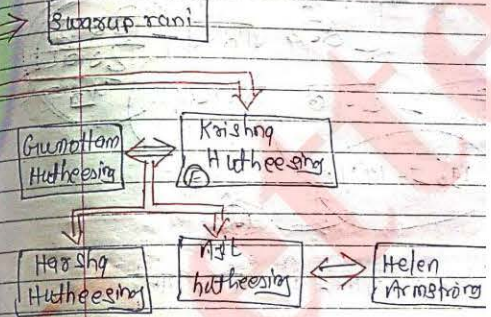 Swarup rani
Krishna
Hutheesing
E
Gunottam
Hutheesing
Harsha
Hutheesing
Ajit
hutheesing
Helen
Armstrong